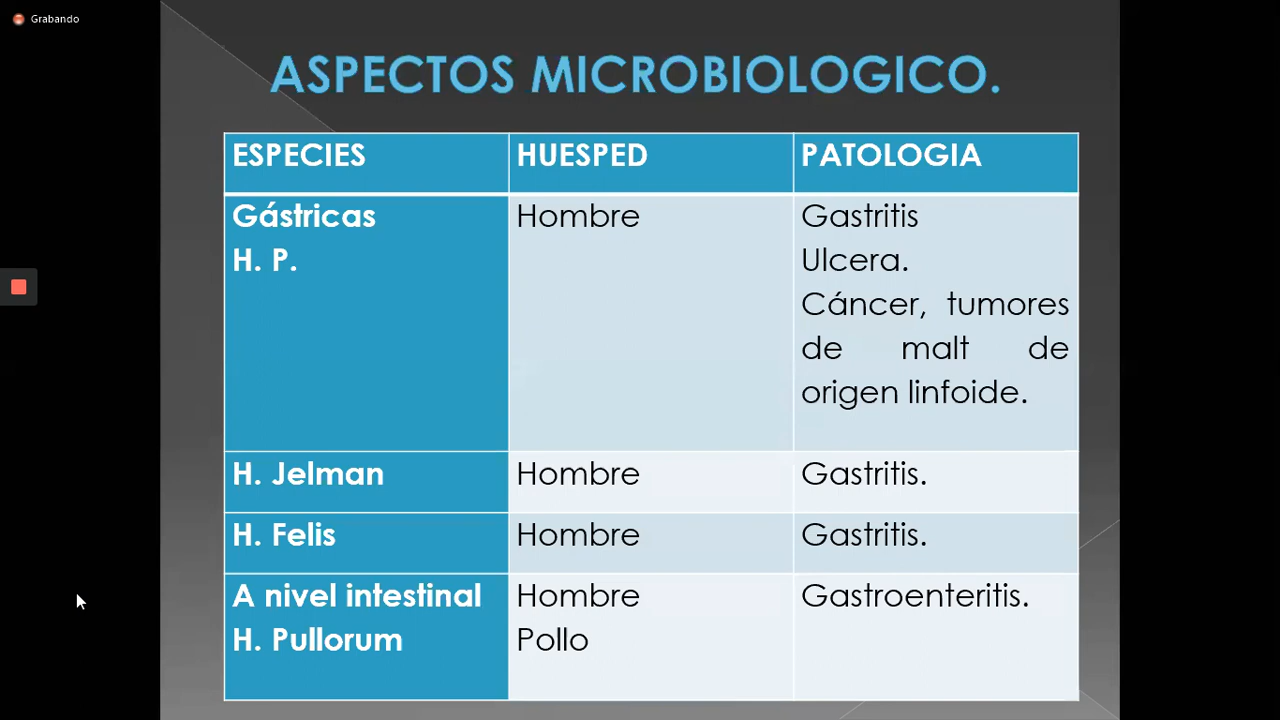 Grabando
ASPECTOS MICROBIOLOGICO.
ESPECIES HUESPED PATOLOGIA
Gástricas Hombre Gastritis
H. P. Ulcera.
Cáncer, tumores
de malt de
origen linfoide.
H. Jelman Hombre Gastritis.
H. Felis Hombre Gastritis.
A nivel intestinal Hombre Gastroenteritis.
H. Pullorum Pollo